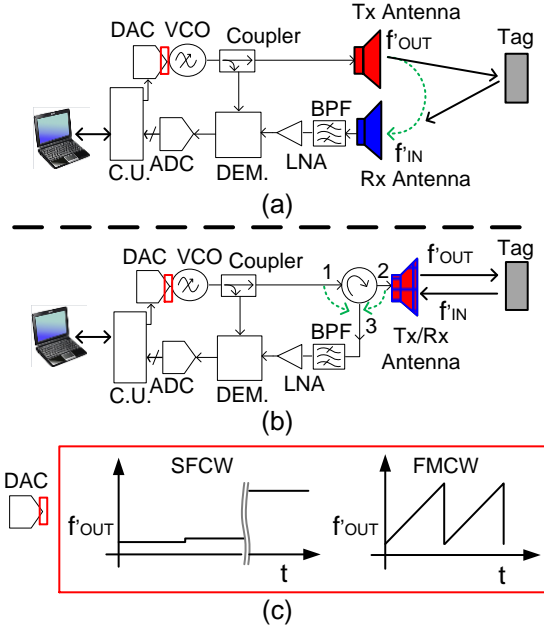 Tx Antenna
DAC VCO
Coupler
f'OUT
Tag
BPF
LNA
f'IN
C.U.
ADC
DEM.
Rx Antenna
(a)
DAC VCO
Coupler
1
2
3
f'OUT
Tag
f'IN
BPF
LNA
Tx/Rx
Antenna
C.U.
ADC
DEM.
(b)
DAC
SFCW
FMCW
f'OUT
f'OUT
t
t
(c)